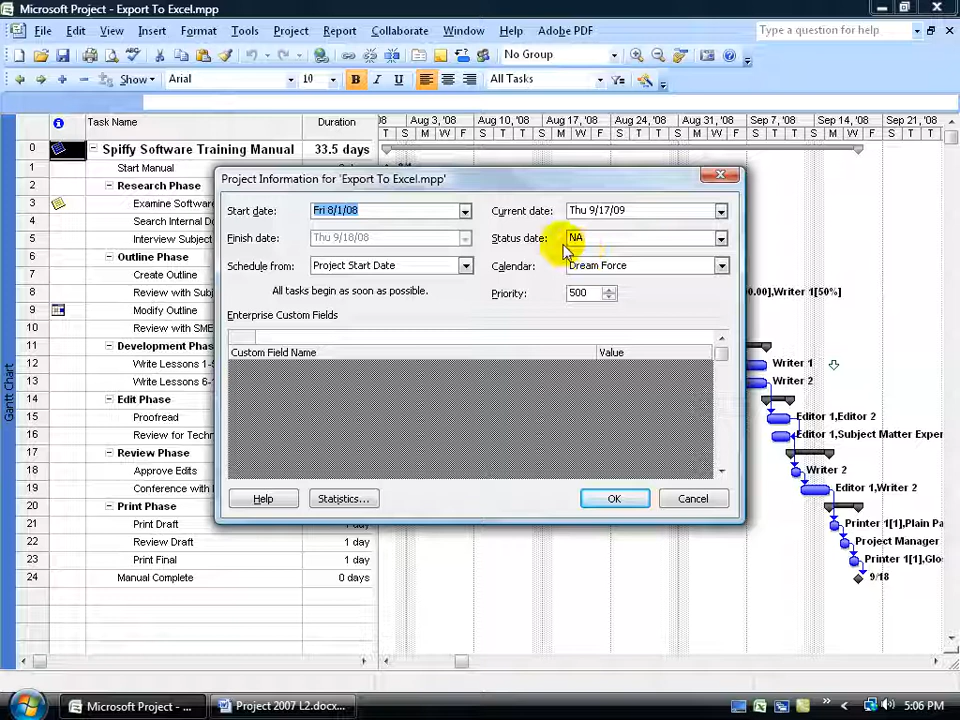 Microsoft Project - Export To Excel.mpp
File Edit View Insert Format Tools Project Report Collaborate Window Help Adobe PDF
Type a question for help
No Group
Show Arial 10 B I U All Tasks
Task Name Duration
'08 Aug 3, '08 Aug 10, '08 Aug 17, '08 Aug 24, '08 Sep 7, '08 Sep 14, '08 Sep 21, '08
0 Spiffy Software Training Manual 33.5 days
1 Start Manual
2 Research Phase
3 Examine Software
5 Search Internal D
6 Outline Phase
7 Create Outline
8 Review with Softw
9 Modify Outline
10 Review with SME
11 Development Phase
12 Write Lessons 1-5
13 Write Lessons 6-1
14 Edit Phase
15 Proofread
16 Review for Techn
17 Review Phase
18 Approve Edits
19 Conference with
20 Print Phase
21 Print Draft
22 Review Draft 1 day
23 Print Final 1 day
24 Manual Complete 0 days
Gantt Chart
Project Information for 'Export To Excel.mpp'
Start date: Fri 8/1/08
Current date: Thu 9/17/09
Finish date: Thu 9/18/08
Status date: NA
Schedule from: Project Start Date
Calendar: Dream Force
All tasks begin as soon as possible.
Priority: 500
Enterprise Custom Fields
Custom Field Name Value
Help Statistics... OK Cancel
0.00],Writer 1[50%]
Writer 1
Writer 2
Editor 1,Editor 2
Editor 1,Subject Matter Exper
Writer 2
Editor 1,Writer 2
Printer 1[1],Plain Pa
Project Manager
Printer 1[1],Glos
9/18
Microsoft Project - ...
Project 2007 L2.docx...
5:06 PM